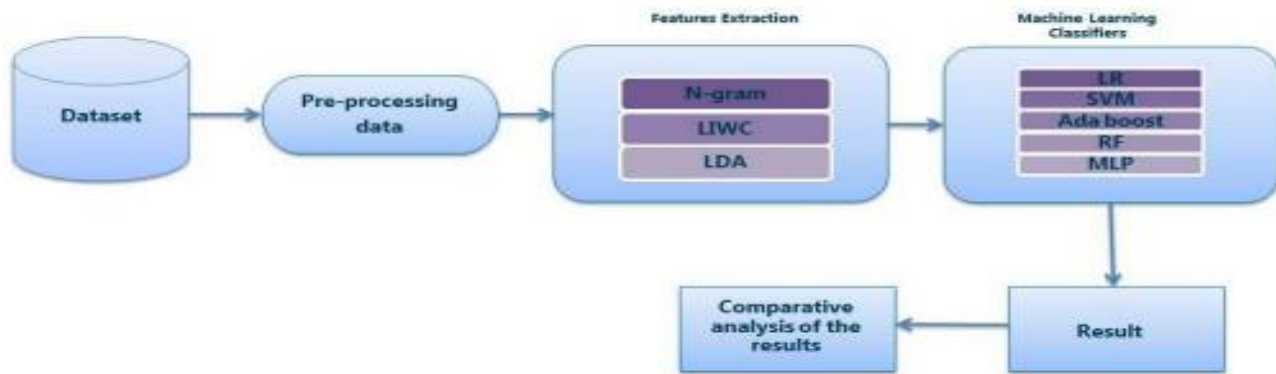 Features Extraction
Machine Learning
Classifiers
Dataset
Pre-processing
data
N-gram
LIWC
LDA
LR
SVM
Ada boost
RF
MLP
Comparative
analysis of the
results
Result